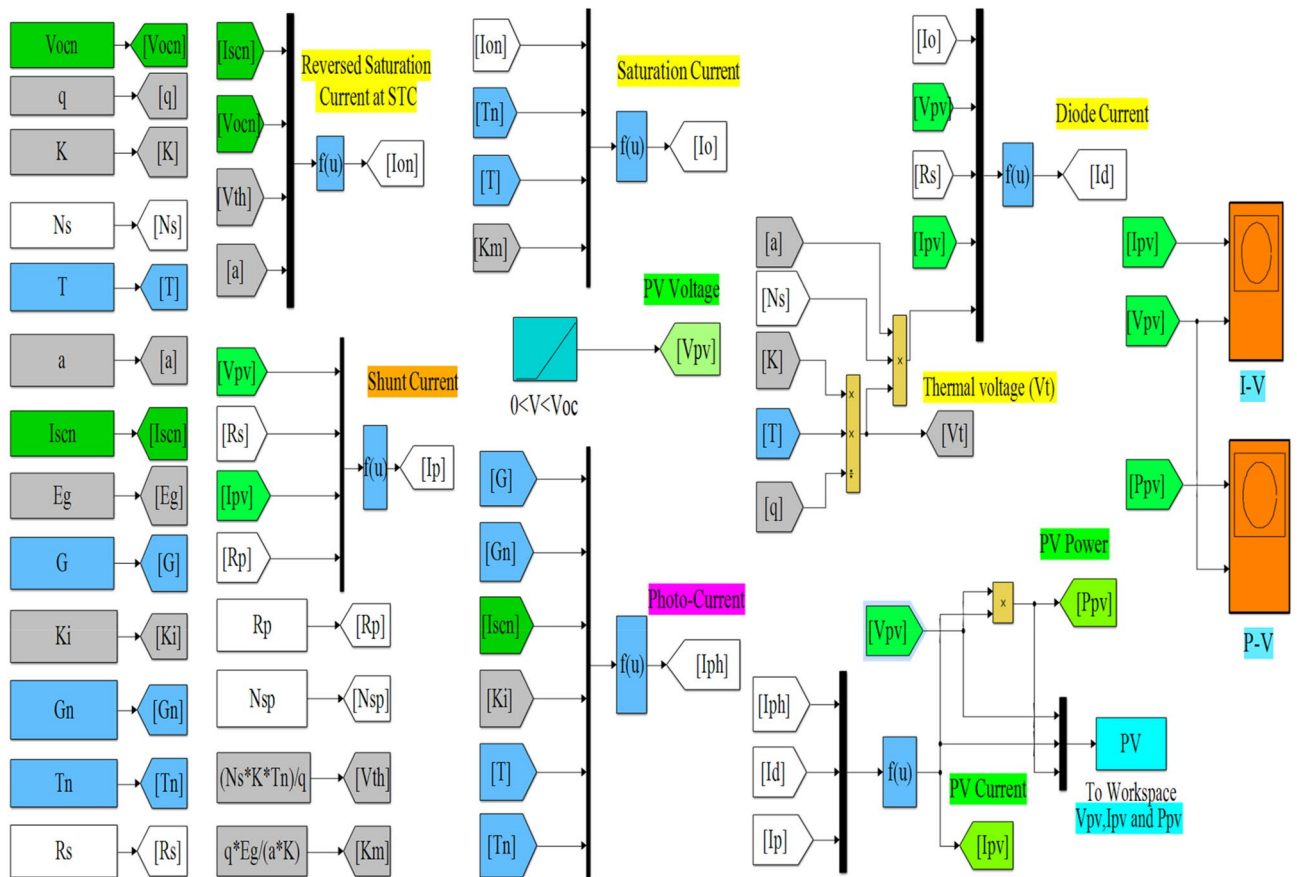 Vocn
[Vocn]
q
[q]
K
[K]
Ns
[Ns]
T
[T]
a
[a]
Iscn
[Iscn]
Eg
[Eg]
G
[G]
Ki
[Ki]
Gn
[Gn]
Tn
[Tn]
Rs
[Rs]
[Iscn]
[Vocn]
[Vth]
[a]
Reversed Saturation
Current at STC
f(u)
[Ion]
[Vpv]
[Rs]
[Ipv]
[Rp]
Shunt Current
f(u)
[Ip]
Rp
[Rp]
Nsp
[Nsp]
(Ns*K*Tn)/q
[Vth]
q*Eg/(a*K)
[Km]
[Ion]
[Tn]
[T]
[Km]
Saturation Current
f(u)
[Io]
PV Voltage
[Vpv]
0<V<Voc
[G]
[Gn]
[Iscn]
[Ki]
[T]
[Tn]
Photo-Current
f(u)
[Iph]
[Io]
[Vpv]
[Rs]
[Ipv]
Diode Current
f(u)
[Id]
[a]
[Ns]
[K]
[T]
[q]
×
×
÷
×
Thermal voltage (Vt)
[Vt]
[Ipv]
[Vpv]
I-V
[Ppv]
P-V
PV Power
[Vpv]
×
[Ppv]
[Iph]
[Id]
[Ip]
f(u)
PV Current
[Ipv]
PV
To Workspace
Vpv,Ipv and Ppv